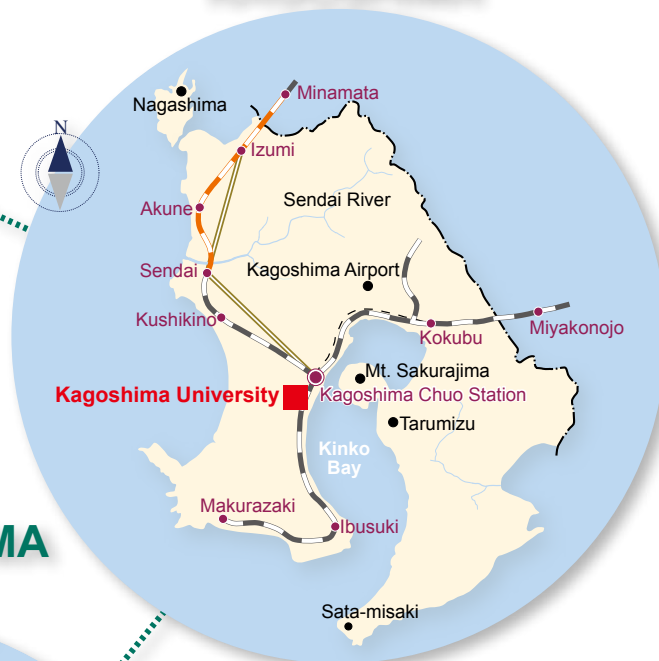 Minamata
Nagashima
N
Izumi
Sendai River
Akune
Kagoshima Airport
Sendai
Kushikino
Kokubu
Miyakonojo
Mt. Sakurajima
Kagoshima University
Kagoshima Chuo Station
Tarumizu
Kinko
Bay
Makurazaki
Ibusuki
MA
Sata-misaki